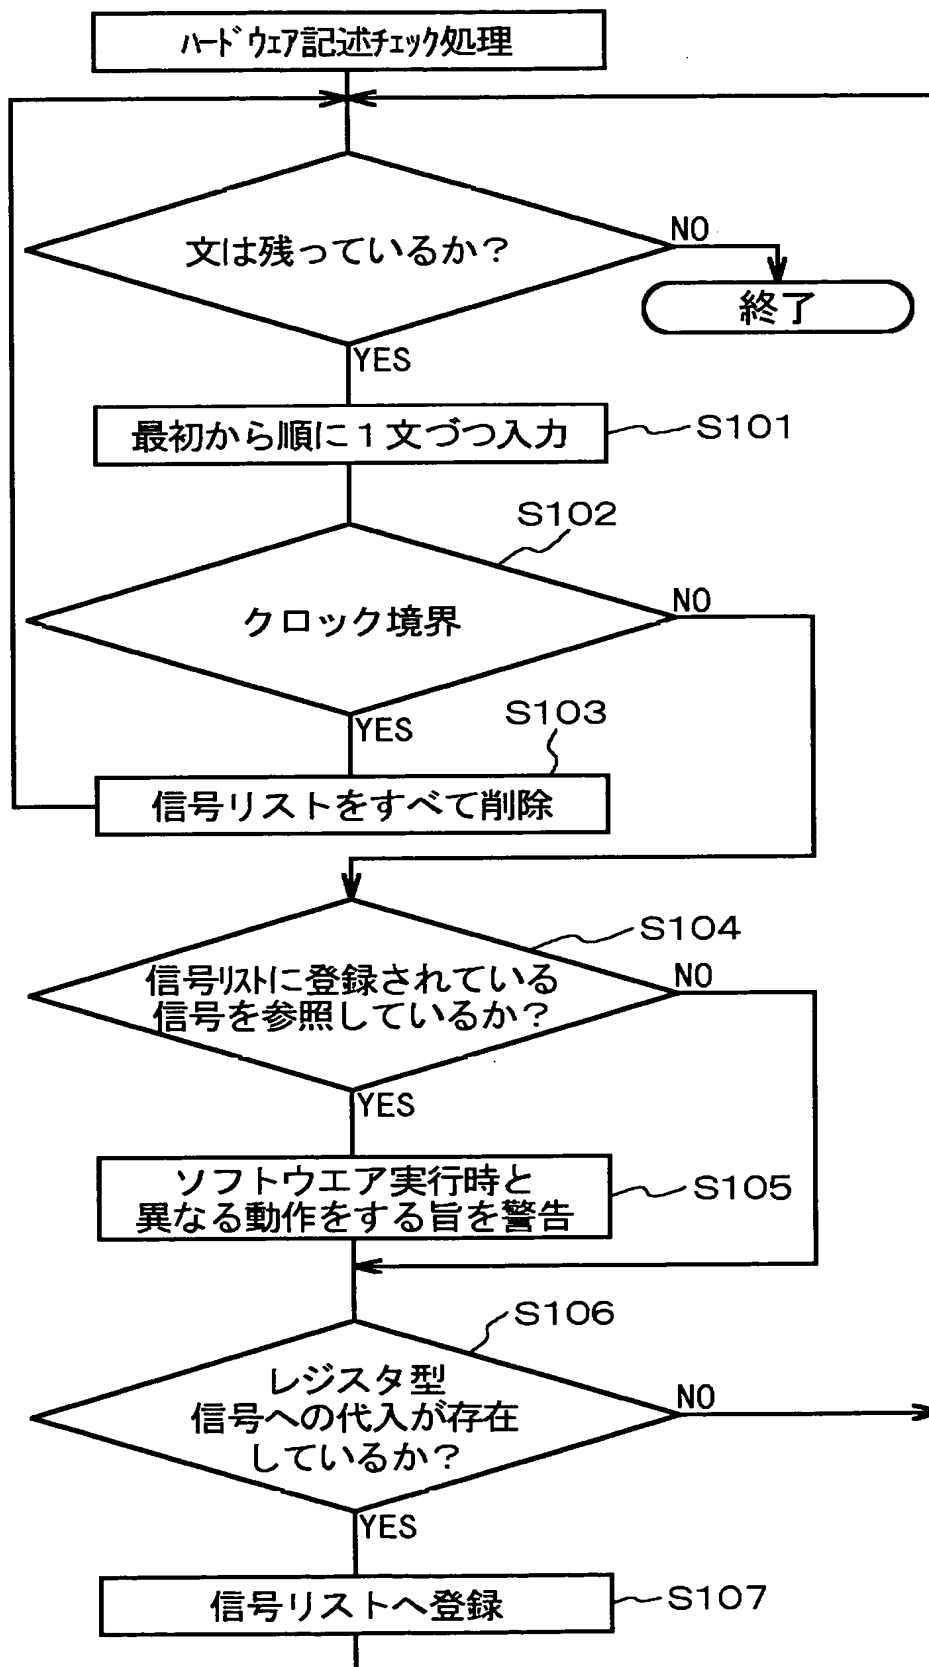 ハードウェア記述チェック処理
文は残っているか？
NO
終了
YES
最初から順に１文づつ入力
S101
S102
クロック境界
NO
YES
S103
信号リストをすべて削除
S104
信号リストに登録されている
信号を参照しているか？
NO
YES
ソフトウエア実行時と
異なる動作をする旨を警告
S105
S106
レジスタ型
信号への代入が存在
しているか？
NO
YES
信号リストへ登録
S107